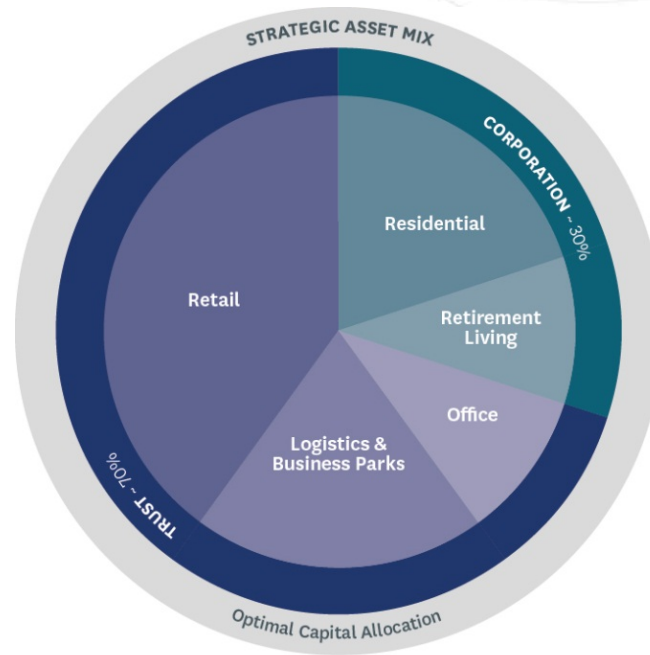 STRATEGIC ASSET MIX
CORPORATION ~ 30%
Residential
Retail
Retirement
Living
Office
Logistics &
Business Parks
TRUST ~ 70%
Optimal Capital Allocation